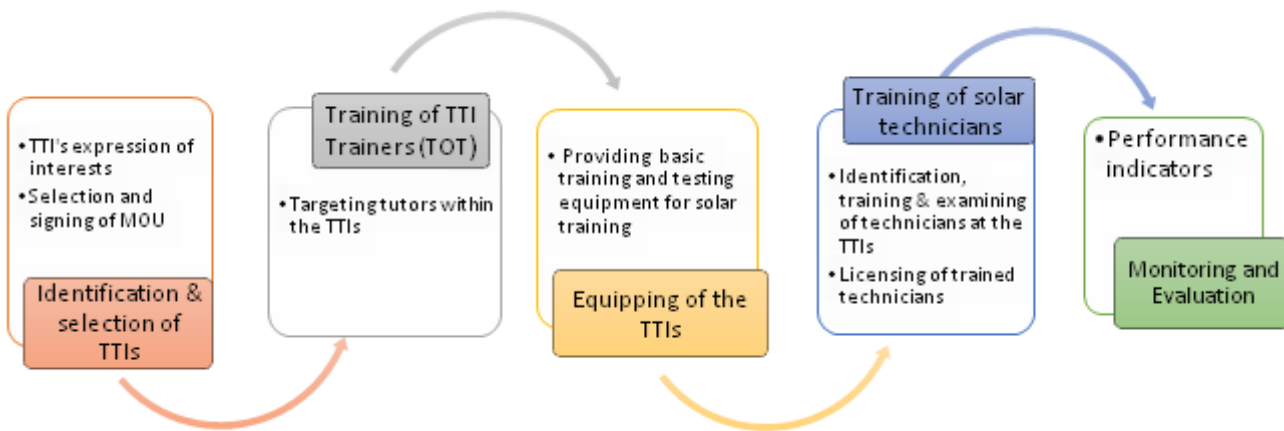 • TTI's expression of
interests
• Selection and
signing of MOU
Identification &
selection of
TTIs
Training of TTI
Trainers (TOT)
• Targeting tutors within
the TTIs
• Providing basic
training and testing
equipment for solar
training
Equipping of the
TTIs
Training of solar
technicians
• Identification,
training & examining
of technicians at the
TTIs
• Licensing of trained
technicians
• Performance
indicators
Monitoring and
Evaluation